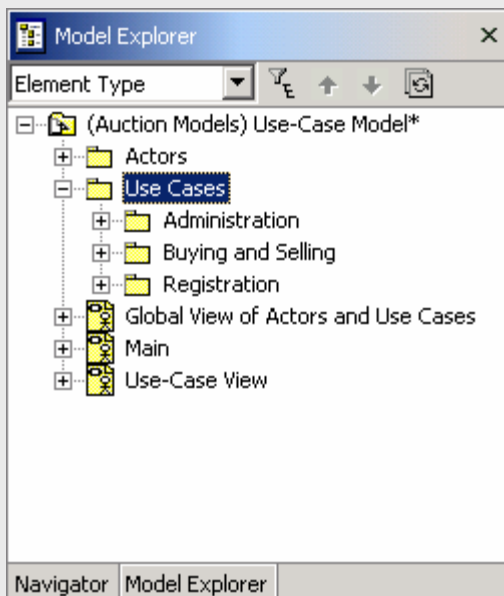 Model Explorer
Element Type
(Auction Models) Use-Case Model*
Actors
Use Cases
Administration
Buying and Selling
Registration
Global View of Actors and Use Cases
Main
Use-Case View
Navigator Model Explorer